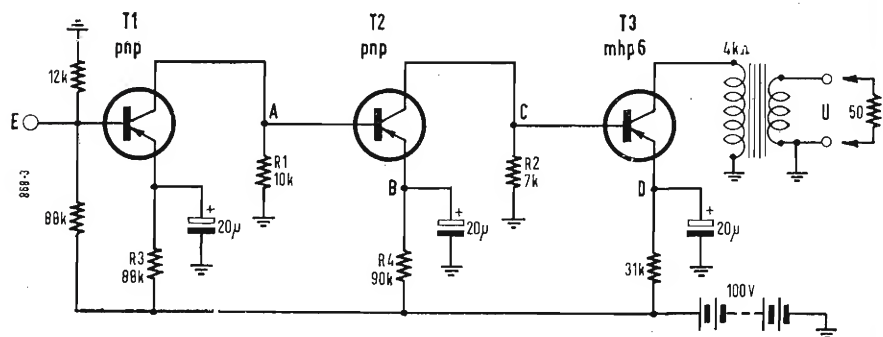 T1
pnp
T2
pnp
T3
mhp6
4kΩ
12k
E
A
C
U
50
868-3
R1
10k
R2
7k
B
D
88k
20µ
+
20µ
+
20µ
+
R3
88k
R4
90k
31k
100V